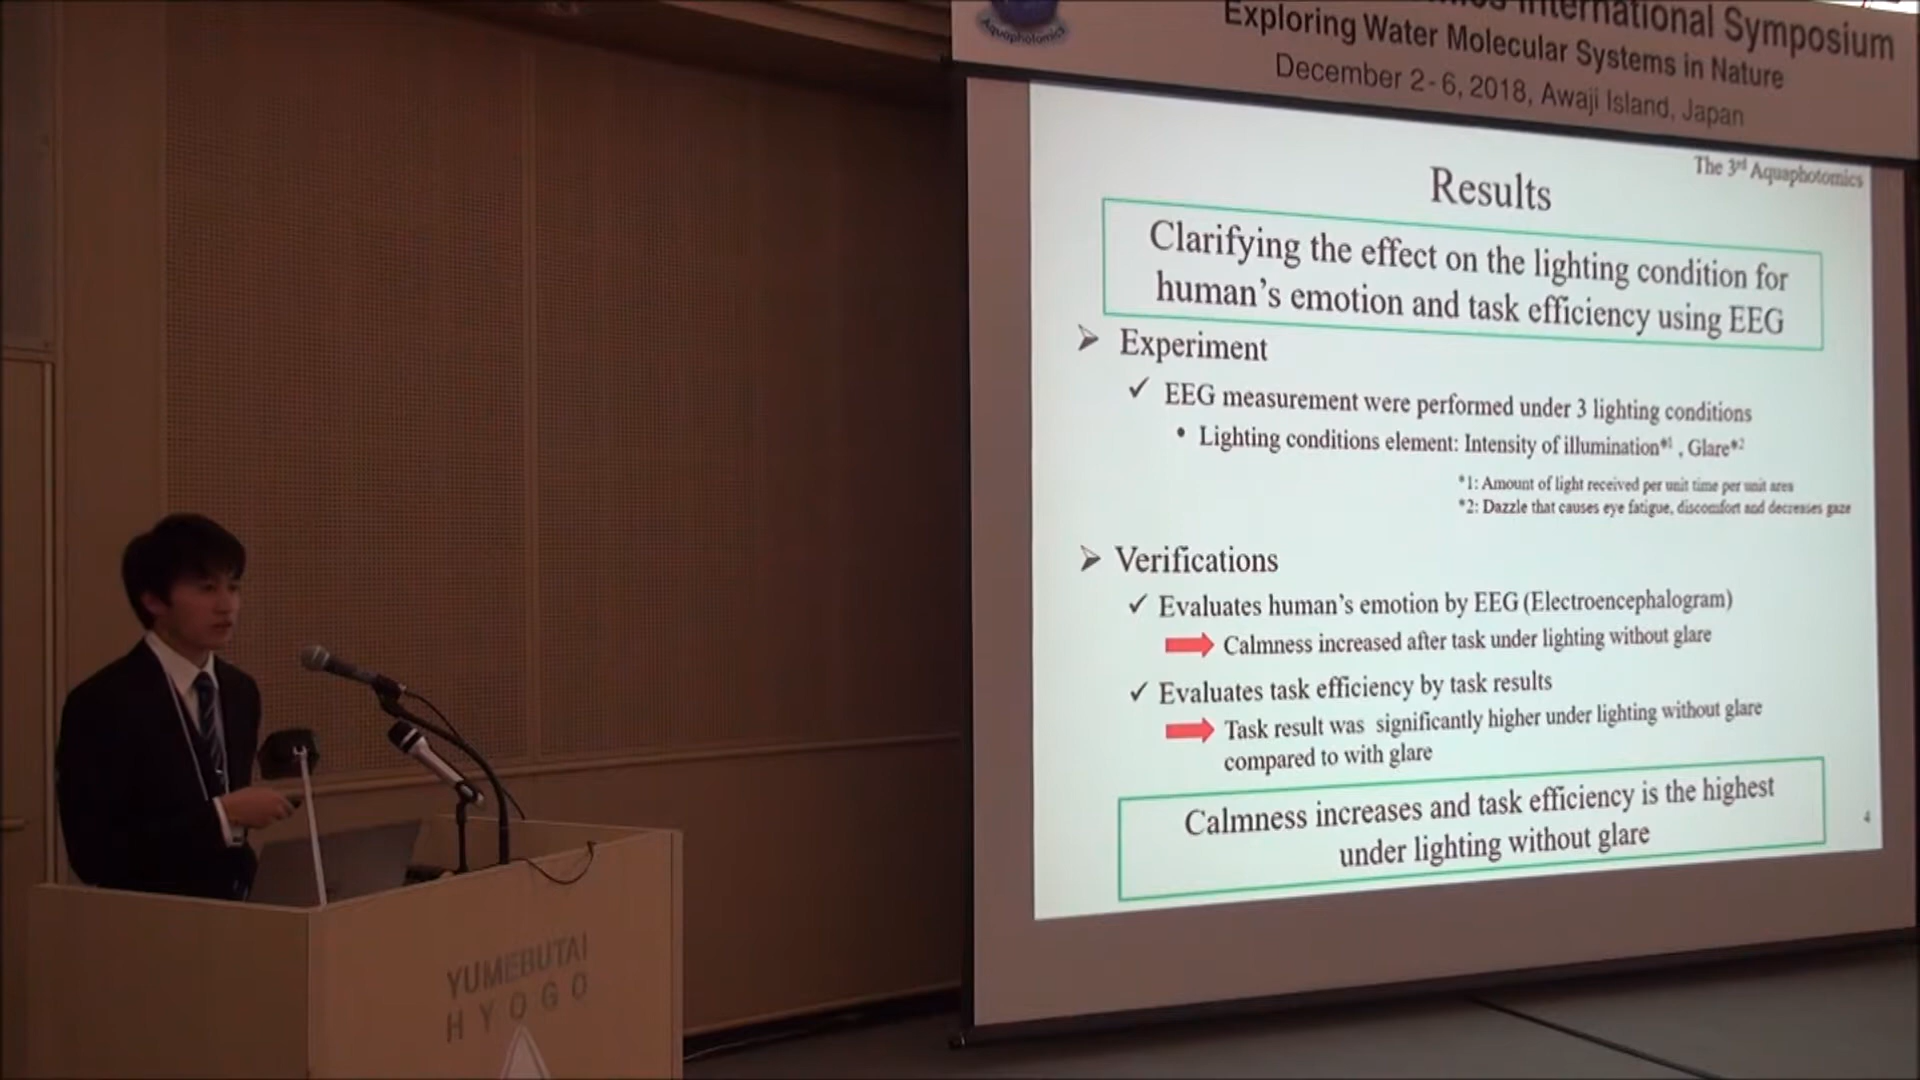 Aquaphotomics
International Symposium
Exploring Water Molecular Systems in Nature
December 2-6, 2018, Awaji Island, Japan
The 3rd Aquaphotomics
Results
Clarifying the effect on the lighting condition for
human's emotion and task efficiency using EEG
➢ Experiment
✓ EEG measurement were performed under 3 lighting conditions
• Lighting conditions element: Intensity of illumination*1 , Glare*2
*1: Amount of light received per unit time per unit area
*2: Dazzle that causes eye fatigue, discomfort and decreases gaze
➢ Verifications
✓ Evaluates human's emotion by EEG (Electroencephalogram)
Calmness increased after task under lighting without glare
✓ Evaluates task efficiency by task results
Task result was significantly higher under lighting without glare
compared to with glare
Calmness increases and task efficiency is the highest
under lighting without glare
4
YUMEBUTAI
HYOGO